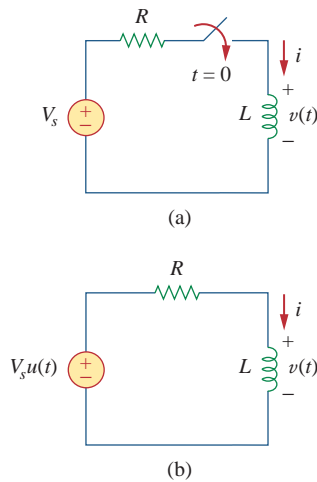 R
i
t = 0
+
V_s
+
−
L
v(t)
−
(a)
R
i
+
V_s u(t)
+
−
L
v(t)
−
(b)